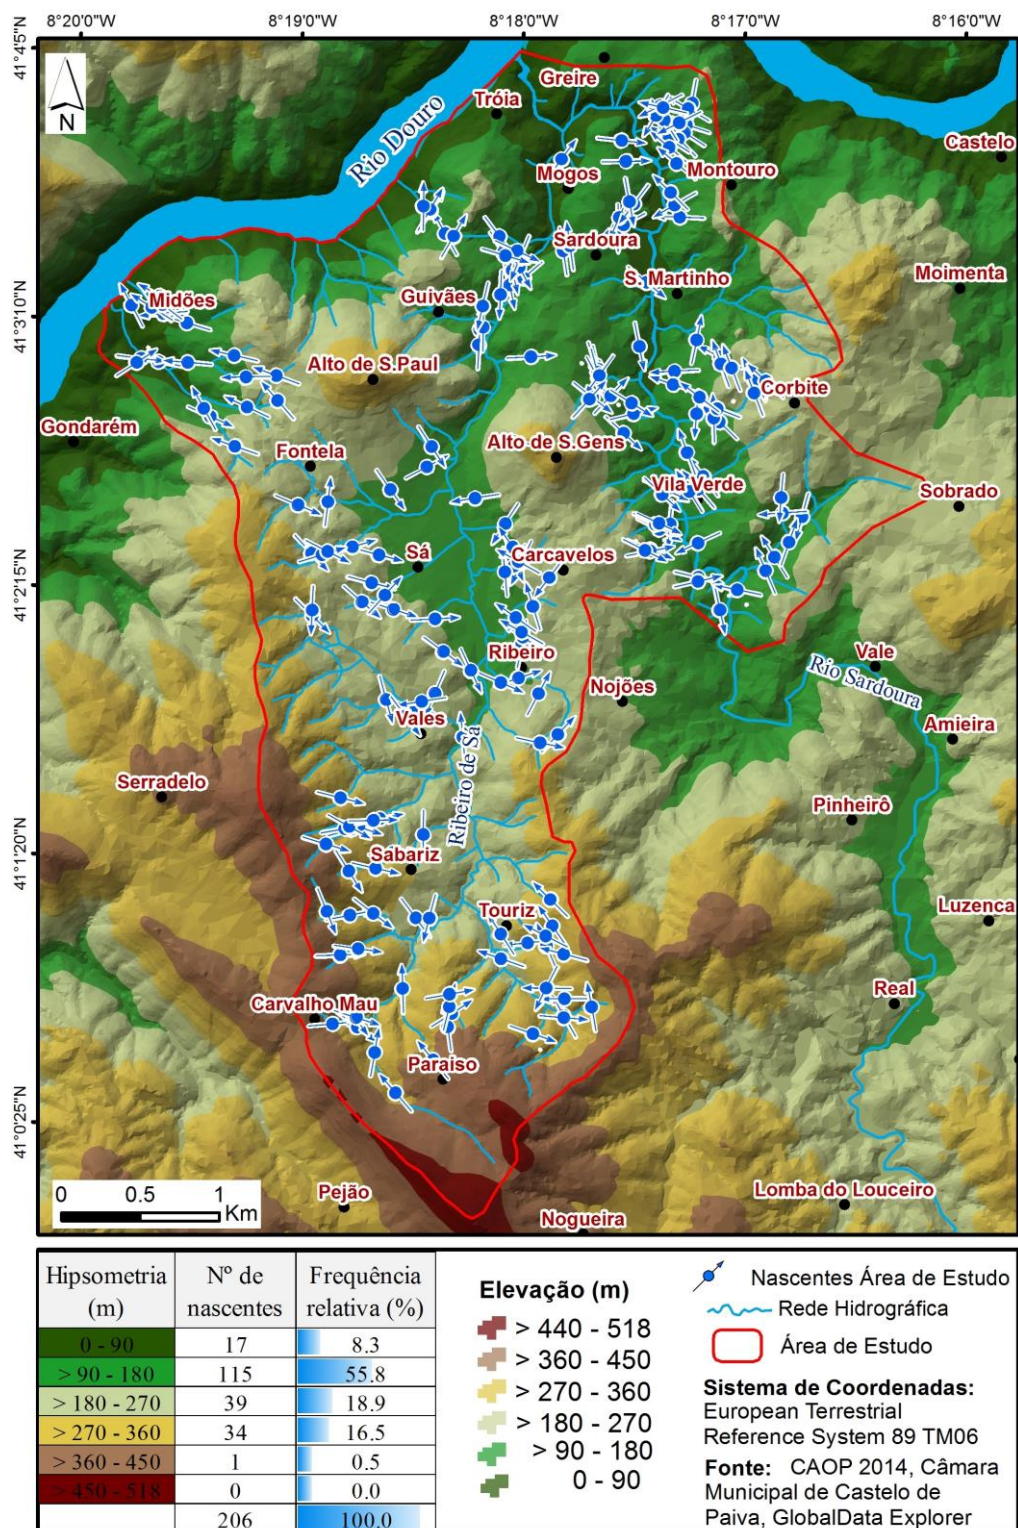 8°20'0"W
8°19'0"W
8°18'0"W
8°17'0"W
8°16'0"W
41°4'5"N
N
Greire
Tróia
Rio Douro
Castelo
Mogos
Montouro
Sardoura
S. Martinho
Moimenta
41°3'10"N
Midões
Guivães
Alto de S.Paul
Corbite
Gondarém
Fontela
Alto de S.Gens
Vila Verde
Sobrado
41°2'15"N
Sá
Carcavelos
Ribeiro
Vale
Rio Sardoura
Nojões
Vales
Amieira
Ribeiro de Sá
Serradelo
Pinheirô
41°1'20"N
Sabariz
Touriz
Luzenca
Real
Carvalho Mau
Paraiso
41°0'25"N
0 0.5 1
Km
Pejão
Lomba do Louceiro
Nogueira
Hipsometria (m)
Nº de nascentes
Frequência relativa (%)
0 - 90 17 8.3
> 90 - 180 115 55.8
> 180 - 270 39 18.9
> 270 - 360 34 16.5
> 360 - 450 1 0.5
> 450 - 518 0 0.0
206 100.0
Elevação (m)
> 440 - 518
> 360 - 450
> 270 - 360
> 180 - 270
> 90 - 180
0 - 90
Nascentes Área de Estudo
Rede Hidrográfica
Área de Estudo
Sistema de Coordenadas:
European Terrestrial
Reference System 89 TM06
Fonte: CAOP 2014, Câmara
Municipal de Castelo de
Paiva, GlobalData Explorer